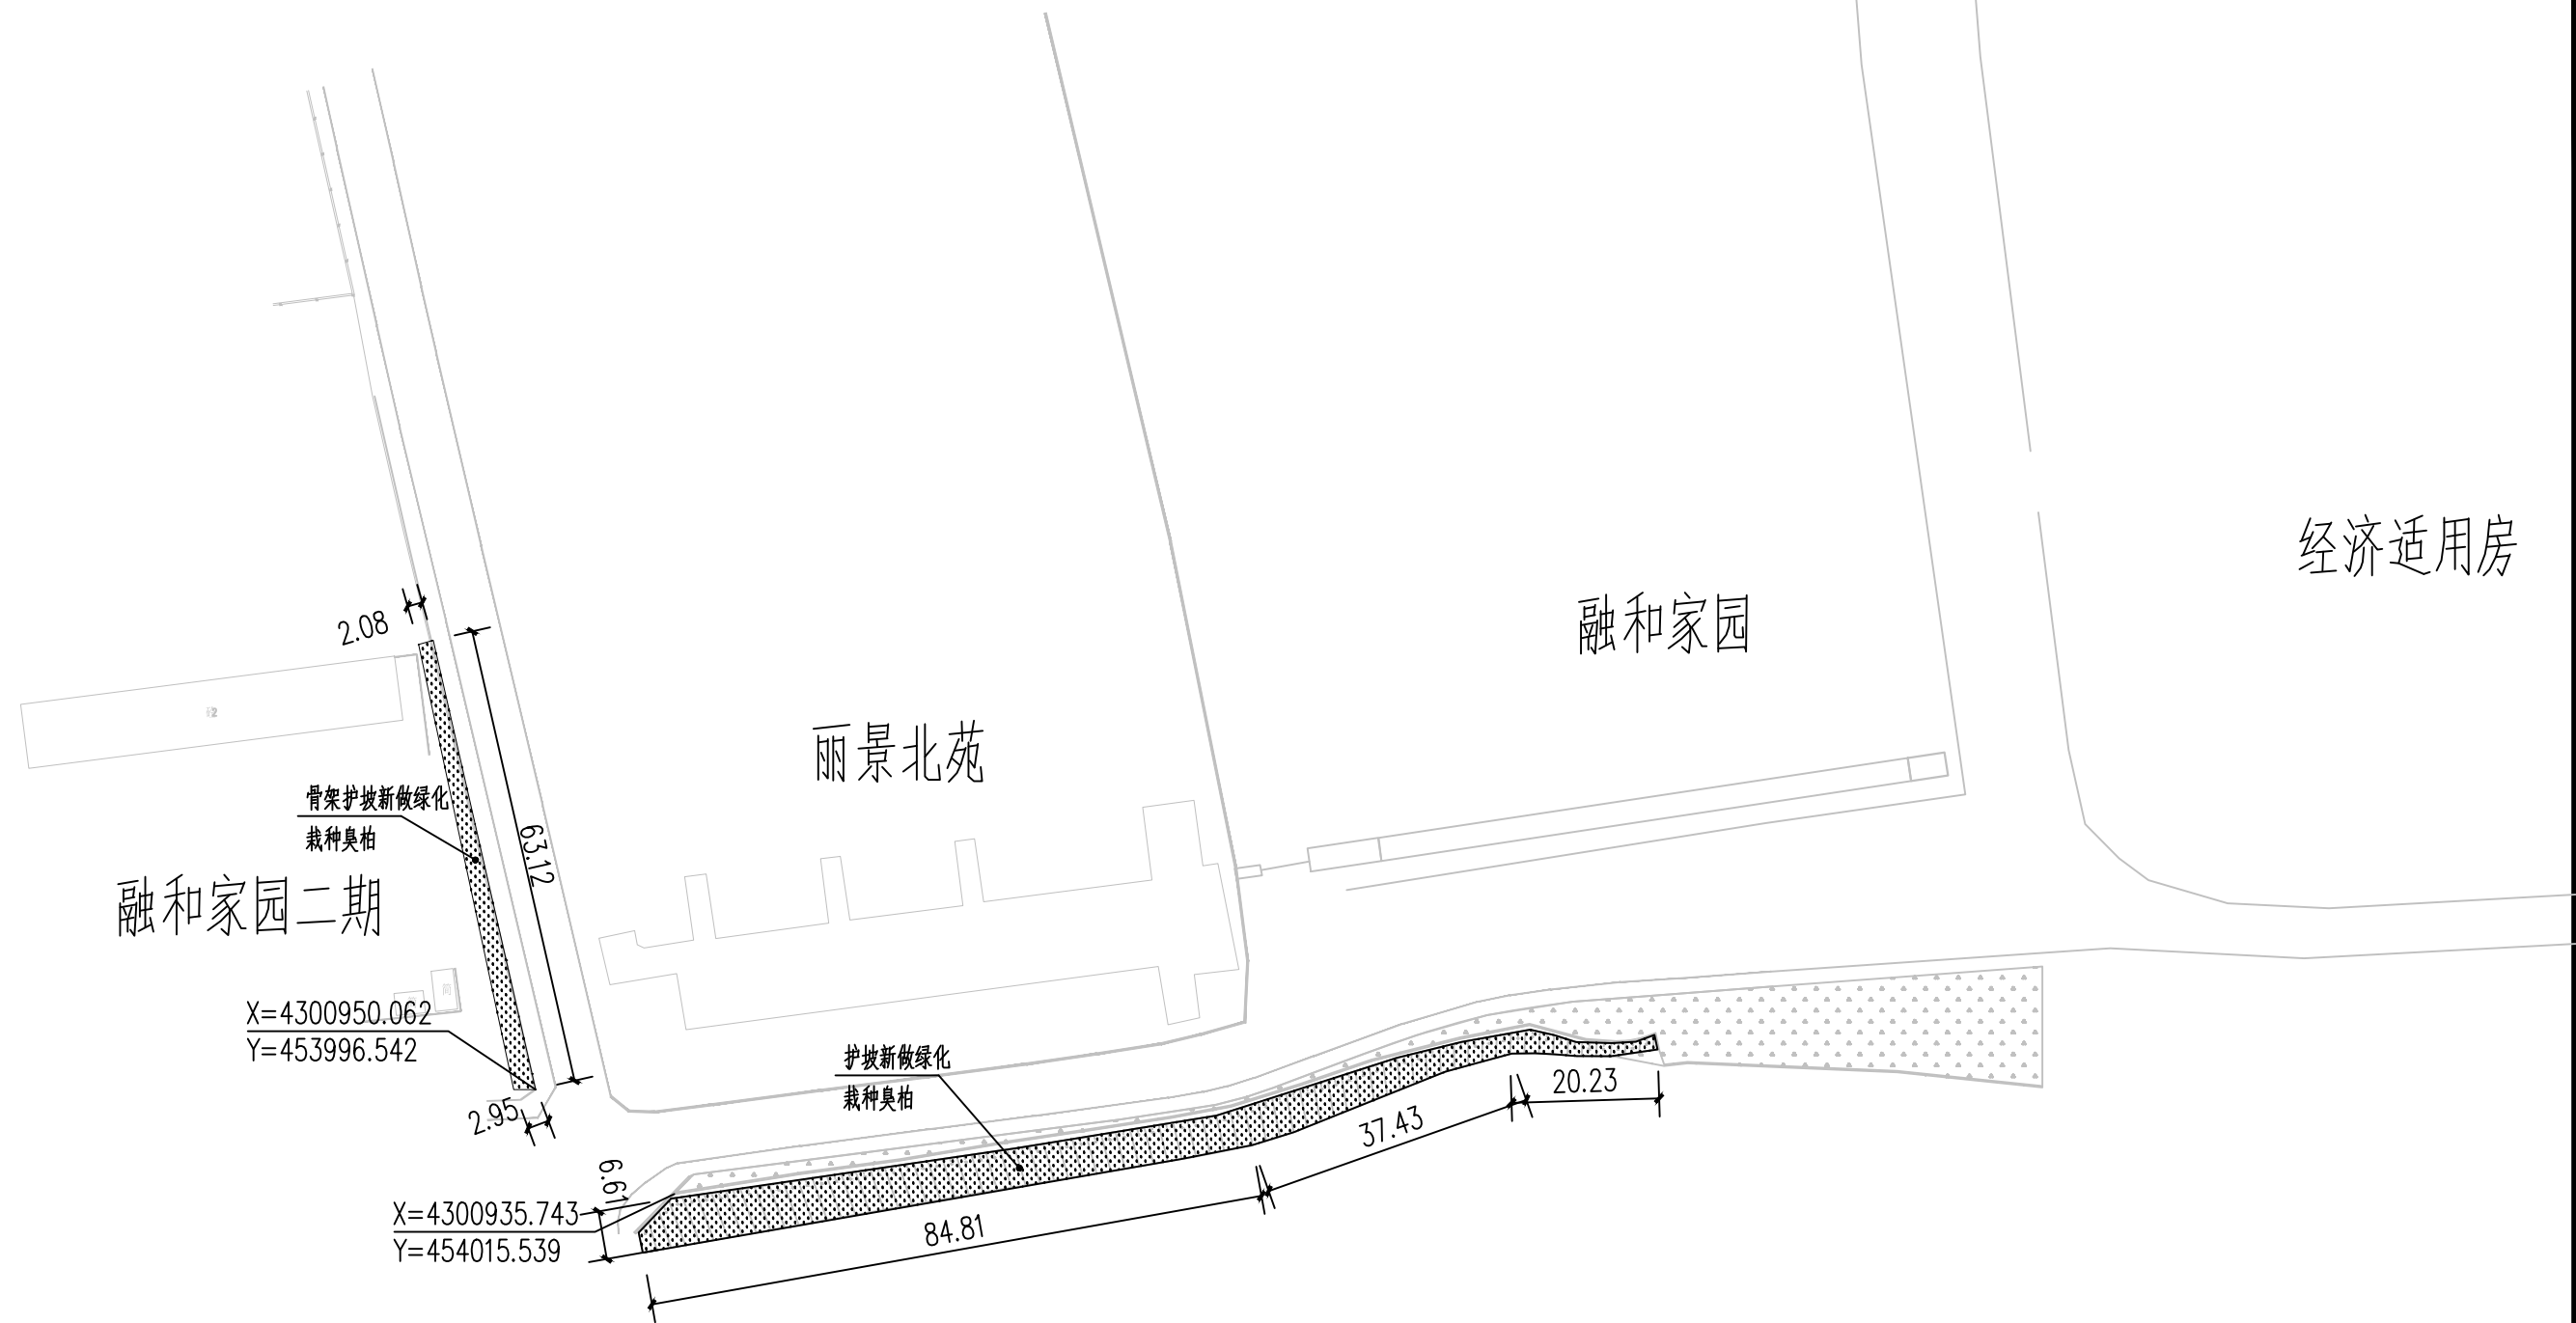 经济适用房
融和家园
2.08
丽景北苑
骨架护坡新做绿化
栽种臭柏
63.12
融和家园二期
X=4300950.062
Y=453996.542
护坡新做绿化
栽种臭柏
2.95
20.23
37.43
6.61
X=4300935.743
Y=454015.539
84.81